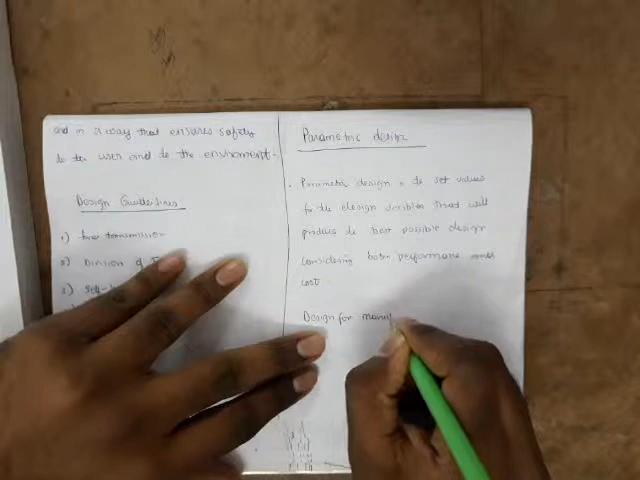 and in a way that ensures safety
to the user and to the enviroment.
Design Guidelines
1) force transmission
2) Division of
3) self-
Parametric design
. Parametric design is to set values
for the design variables that will
produce the best possible design
considering both performance and
cost
Design for manuf